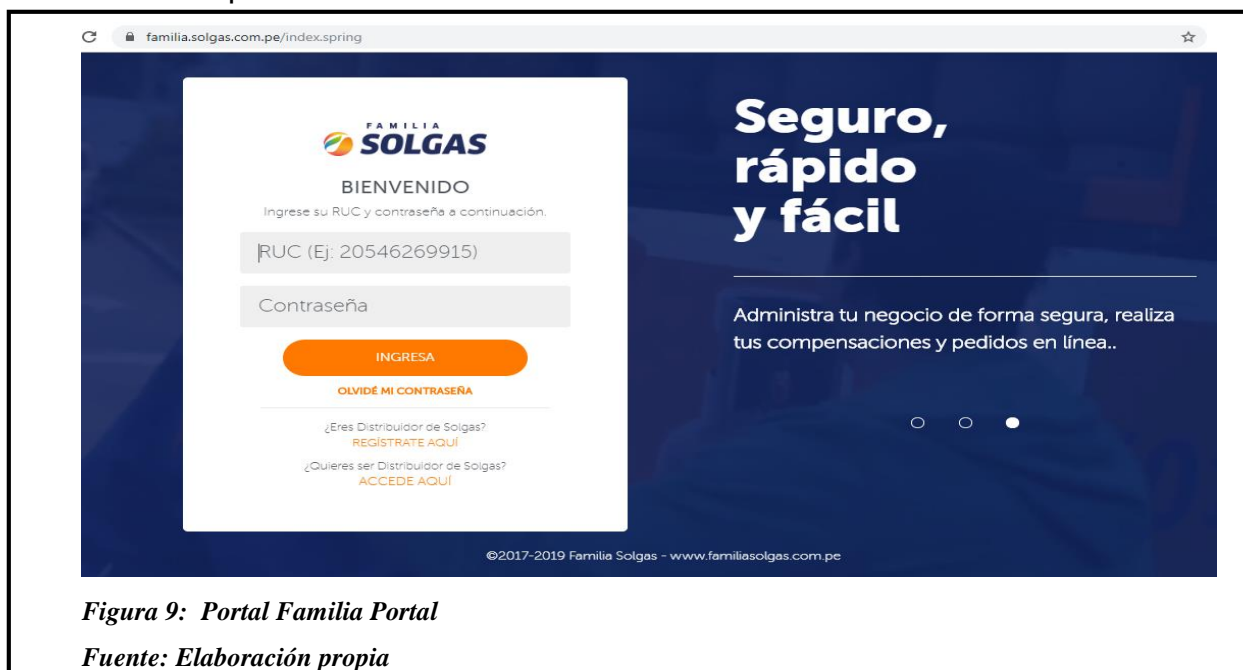 familia.solgas.com.pe/index.spring
FAMILIA
SOLGAS
BIENVENIDO
Ingrese su RUC y contraseña a continuación.
RUC (Ej: 20546269915)
Contraseña
INGRESA
OLVIDÉ MI CONTRASEÑA
¿Eres Distribuidor de Solgas?
REGÍSTRATE AQUÍ
¿Quieres ser Distribuidor de Solgas?
ACCEDE AQUÍ
Seguro,
rápido
y fácil
Administra tu negocio de forma segura, realiza
tus compensaciones y pedidos en línea..
©2017-2019 Familia Solgas - www.familiasolgas.com.pe
Figura 9: Portal Familia Portal
Fuente: Elaboración propia